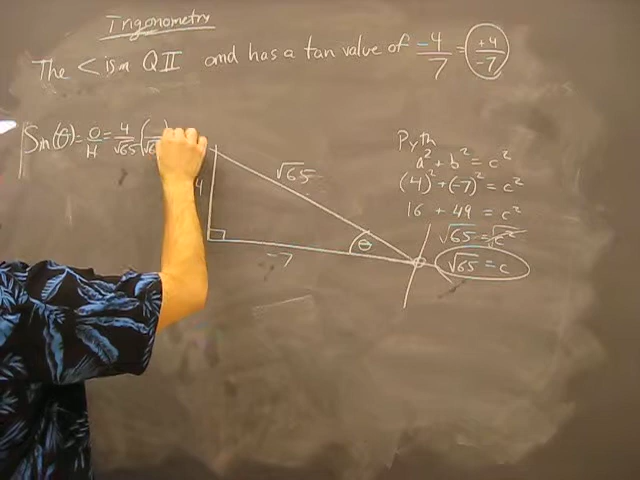 Trigonometry
The < is in QII and has a tan value of -4/7 = +4/-7
Sin(θ) = O/H = 4/√65 ( /√6
4
√65
θ
-7
Pyth
a² + b² = c²
(4)² + (-7)² = c²
16 + 49 = c²
√65 = √c²
√65 = c